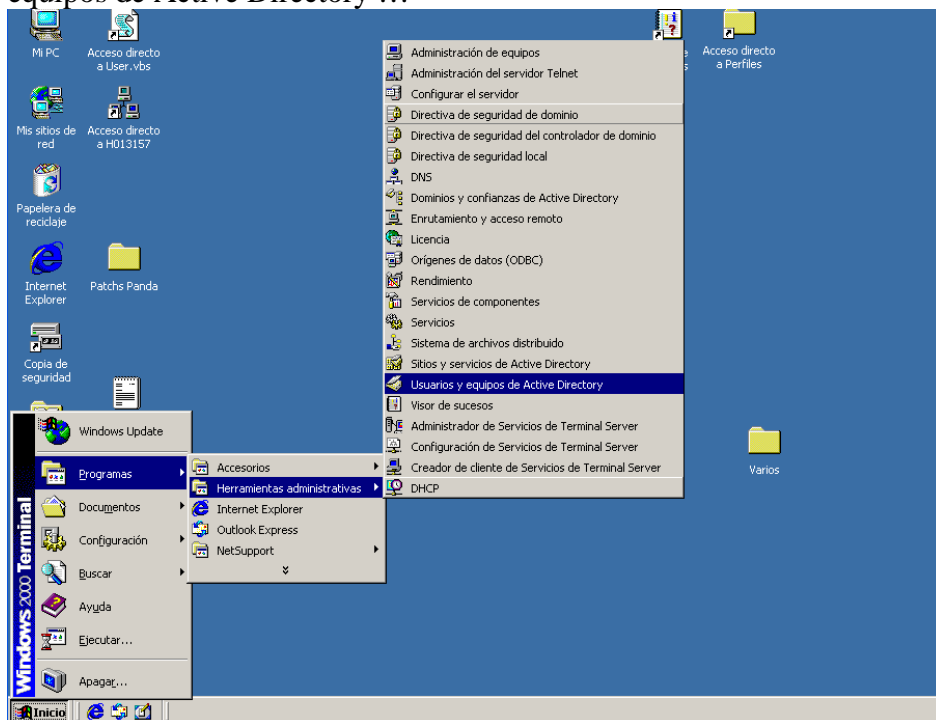 equipos de Active Directory …
Mi PC
Acceso directo
a User.vbs
Acceso directo
a Perfiles
Mis sitios de
red
Acceso directo
a H013157
Papelera de
reciclaje
Internet
Explorer
Patchs Panda
Copia de
seguridad
Varios
Administración de equipos
Administración del servidor Telnet
Configurar el servidor
Directiva de seguridad de dominio
Directiva de seguridad del controlador de dominio
Directiva de seguridad local
DNS
Dominios y confianzas de Active Directory
Enrutamiento y acceso remoto
Licencia
Orígenes de datos (ODBC)
Rendimiento
Servicios de componentes
Servicios
Sistema de archivos distribuido
Sitios y servicios de Active Directory
Usuarios y equipos de Active Directory
Visor de sucesos
Administrador de Servicios de Terminal Server
Configuración de Servicios de Terminal Server
Creador de cliente de Servicios de Terminal Server
DHCP
Accesorios
Herramientas administrativas
Internet Explorer
Outlook Express
NetSupport
Windows Update
Programas
Documentos
Configuración
Buscar
Ayuda
Ejecutar...
Apagar...
Windows 2000 Terminal
Inicio